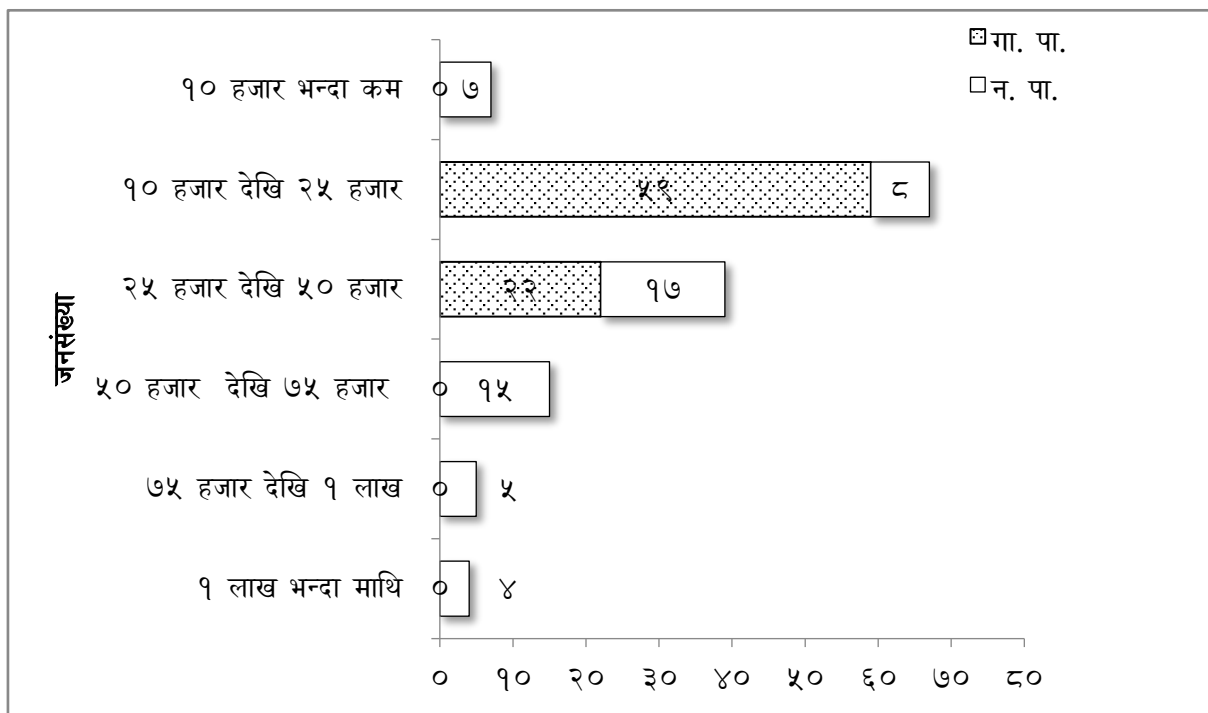 गा. पा.
न. पा.
जनसंख्या
१० हजार भन्दा कम
० ७
१० हजार देखि २५ हजार
५९ ८
२५ हजार देखि ५० हजार
२२ १७
५० हजार देखि ७५ हजार
० १५
७५ हजार देखि १ लाख
० ५
१ लाख भन्दा माथि
० ४
० १० २० ३० ४० ५० ६० ७० ८०